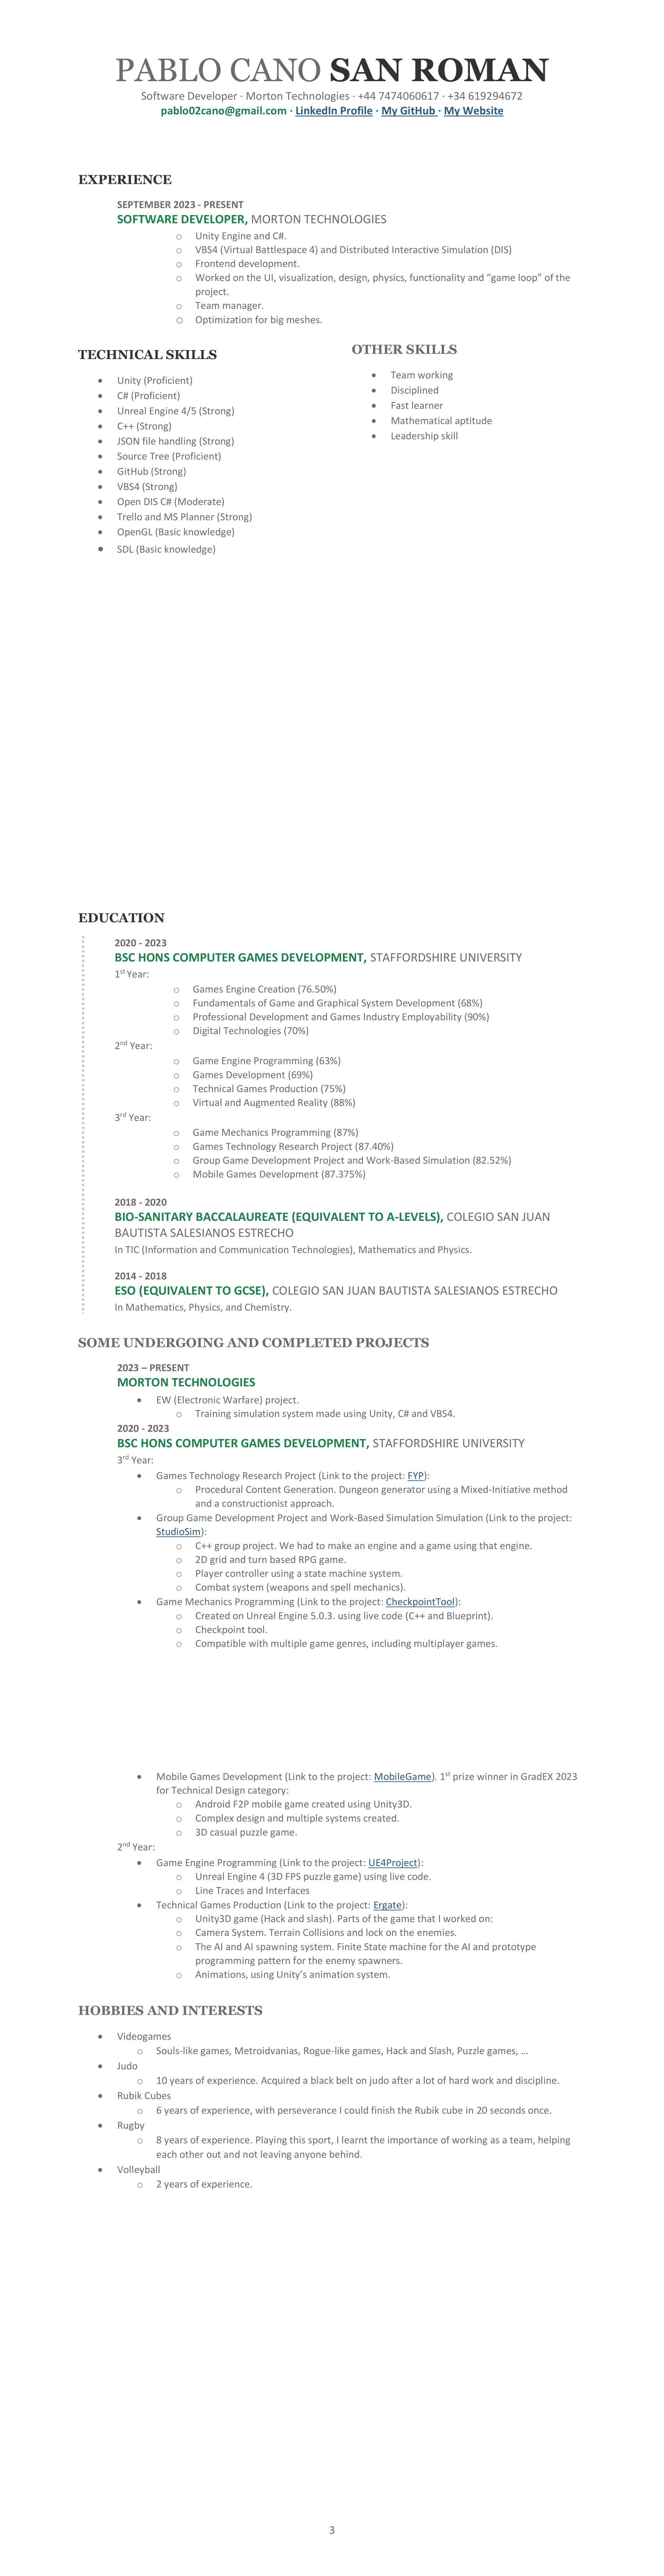 PABLO CANO SAN ROMAN
Software Developer · Morton Technologies · +44 7474060617 · +34 619294672
pablo02cano@gmail.com · LinkedIn Profile · My GitHub · My Website
EXPERIENCE
SEPTEMBER 2023 - PRESENT
SOFTWARE DEVELOPER, MORTON TECHNOLOGIES
o Unity Engine and C#.
o VBS4 (Virtual Battlespace 4) and Distributed Interactive Simulation (DIS)
o Frontend development.
o Worked on the UI, visualization, design, physics, functionality and “game loop” of the
project.
o Team manager.
o Optimization for big meshes.
TECHNICAL SKILLS
• Unity (Proficient)
• C# (Proficient)
• Unreal Engine 4/5 (Strong)
• C++ (Strong)
• JSON file handling (Strong)
• Source Tree (Proficient)
• GitHub (Strong)
• VBS4 (Strong)
• Open DIS C# (Moderate)
• Trello and MS Planner (Strong)
• OpenGL (Basic knowledge)
• SDL (Basic knowledge)
OTHER SKILLS
• Team working
• Disciplined
• Fast learner
• Mathematical aptitude
• Leadership skill
EDUCATION
2020 - 2023
BSC HONS COMPUTER GAMES DEVELOPMENT, STAFFORDSHIRE UNIVERSITY
1st Year:
o Games Engine Creation (76.50%)
o Fundamentals of Game and Graphical System Development (68%)
o Professional Development and Games Industry Employability (90%)
o Digital Technologies (70%)
2nd Year:
o Game Engine Programming (63%)
o Games Development (69%)
o Technical Games Production (75%)
o Virtual and Augmented Reality (88%)
3rd Year:
o Game Mechanics Programming (87%)
o Games Technology Research Project (87.40%)
o Group Game Development Project and Work-Based Simulation (82.52%)
o Mobile Games Development (87.375%)
2018 - 2020
BIO-SANITARY BACCALAUREATE (EQUIVALENT TO A-LEVELS), COLEGIO SAN JUAN
BAUTISTA SALESIANOS ESTRECHO
In TIC (Information and Communication Technologies), Mathematics and Physics.
2014 - 2018
ESO (EQUIVALENT TO GCSE), COLEGIO SAN JUAN BAUTISTA SALESIANOS ESTRECHO
In Mathematics, Physics, and Chemistry.
SOME UNDERGOING AND COMPLETED PROJECTS
2023 – PRESENT
MORTON TECHNOLOGIES
• EW (Electronic Warfare) project.
o Training simulation system made using Unity, C# and VBS4.
2020 - 2023
BSC HONS COMPUTER GAMES DEVELOPMENT, STAFFORDSHIRE UNIVERSITY
3rd Year:
• Games Technology Research Project (Link to the project: FYP):
o Procedural Content Generation. Dungeon generator using a Mixed-Initiative method
and a constructionist approach.
• Group Game Development Project and Work-Based Simulation Simulation (Link to the project:
StudioSim):
o C++ group project. We had to make an engine and a game using that engine.
o 2D grid and turn based RPG game.
o Player controller using a state machine system.
o Combat system (weapons and spell mechanics).
• Game Mechanics Programming (Link to the project: CheckpointTool):
o Created on Unreal Engine 5.0.3. using live code (C++ and Blueprint).
o Checkpoint tool.
o Compatible with multiple game genres, including multiplayer games.
• Mobile Games Development (Link to the project: MobileGame). 1st prize winner in GradEX 2023
for Technical Design category:
o Android F2P mobile game created using Unity3D.
o Complex design and multiple systems created.
o 3D casual puzzle game.
2nd Year:
• Game Engine Programming (Link to the project: UE4Project):
o Unreal Engine 4 (3D FPS puzzle game) using live code.
o Line Traces and Interfaces
• Technical Games Production (Link to the project: Ergate):
o Unity3D game (Hack and slash). Parts of the game that I worked on:
o Camera System. Terrain Collisions and lock on the enemies.
o The AI and AI spawning system. Finite State machine for the AI and prototype
programming pattern for the enemy spawners.
o Animations, using Unity’s animation system.
HOBBIES AND INTERESTS
• Videogames
o Souls-like games, Metroidvanias, Rogue-like games, Hack and Slash, Puzzle games, ...
• Judo
o 10 years of experience. Acquired a black belt on judo after a lot of hard work and discipline.
• Rubik Cubes
o 6 years of experience, with perseverance I could finish the Rubik cube in 20 seconds once.
• Rugby
o 8 years of experience. Playing this sport, I learnt the importance of working as a team, helping
each other out and not leaving anyone behind.
• Volleyball
o 2 years of experience.
3